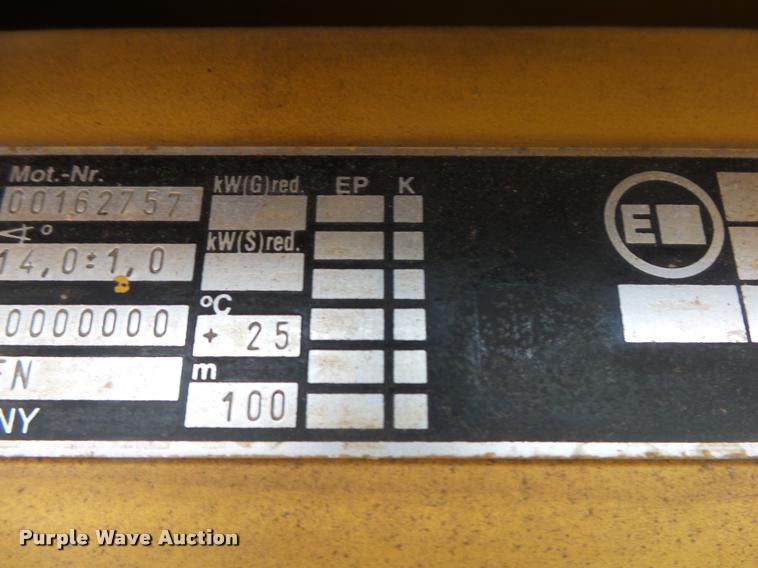 Mot.-Nr. kW(G)red. EP K
00162757
∢° kW(S)red. E
14,0±1,0
°C
0000000 + 25
FN m
100
NY
Purple Wave Auction